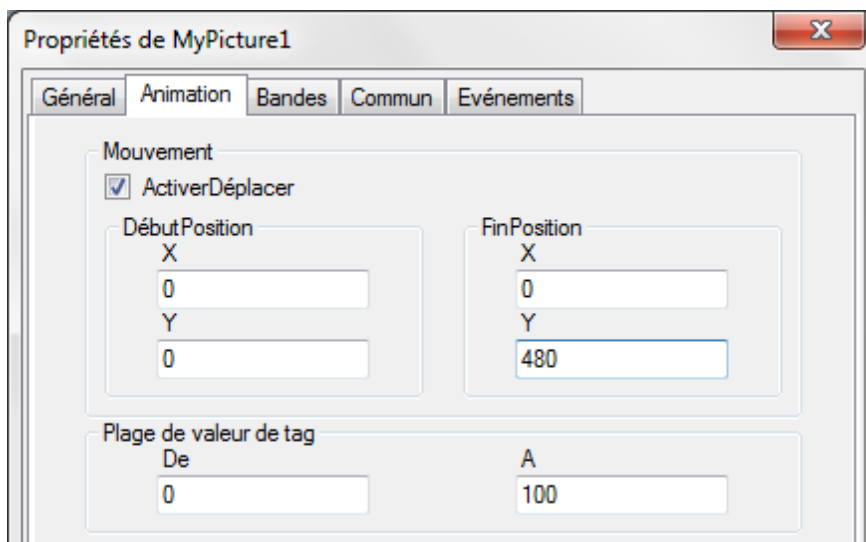 Propriétés de MyPicture1
Général Animation Bandes Commun Evénements
Mouvement
ActiverDéplacer
DébutPosition FinPosition
X X
0 0
Y Y
0 480
Plage de valeur de tag
De A
0 100